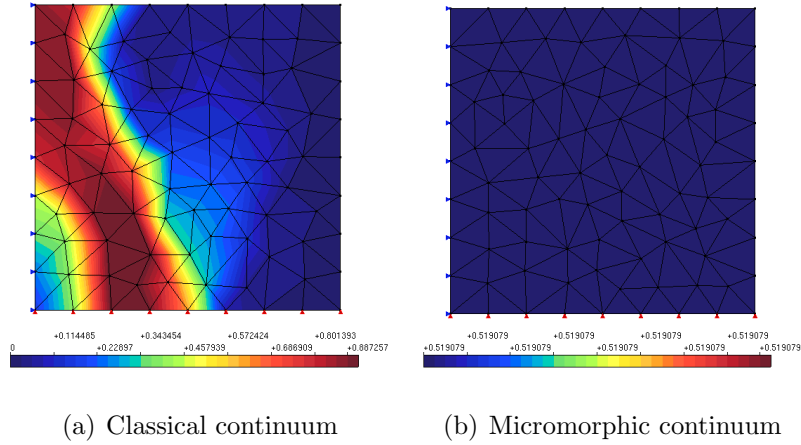 +0.114485 +0.343454 +0.572424 +0.801393
0 +0.22897 +0.457939 +0.686909 +0.887257
+0.519079 +0.519079 +0.519079 +0.519079
+0.519079 +0.519079 +0.519079 +0.519079 +0.519079
(a) Classical continuum
(b) Micromorphic continuum